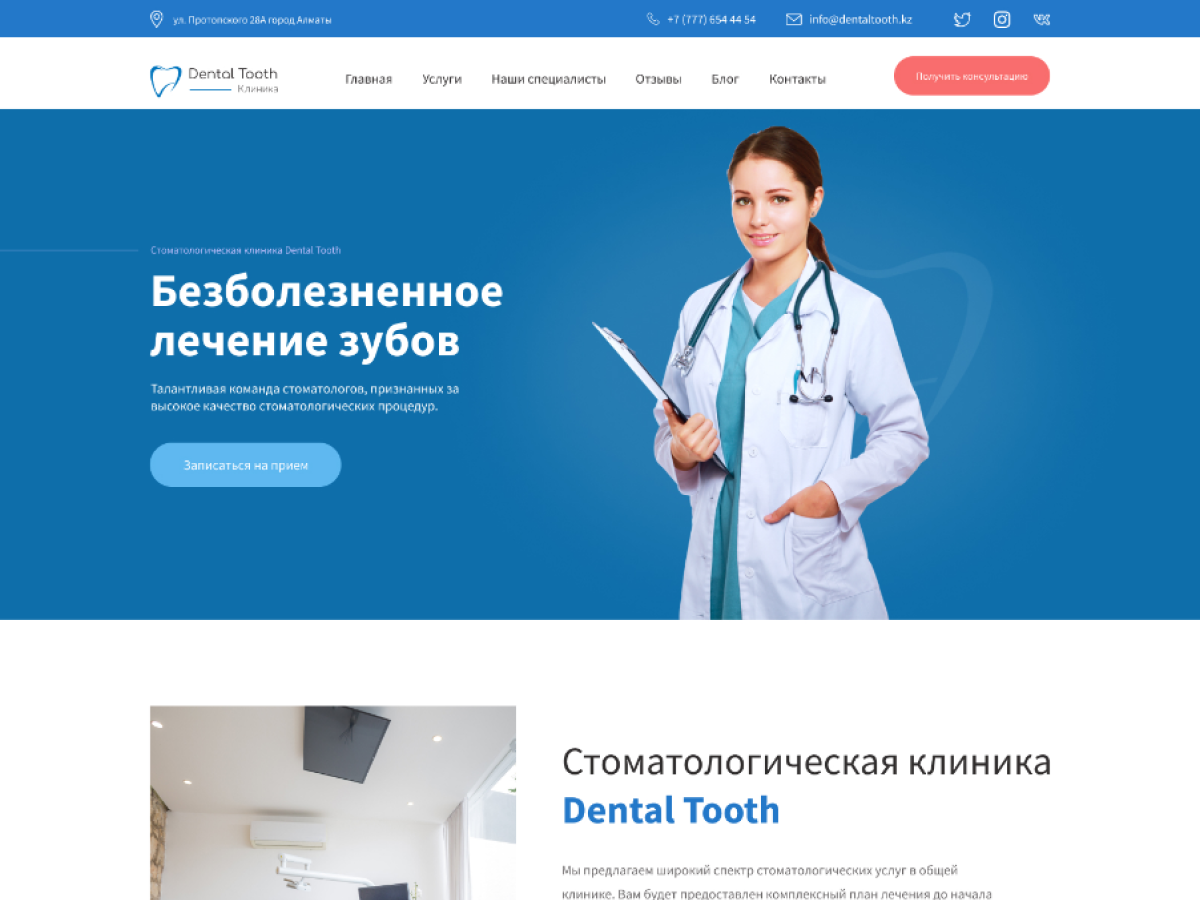 ул. Протопского 28А город Алматы
+7 (777) 654 44 54
info@dentaltooth.kz
Dental Tooth
Клиника
Главная
Услуги
Наши специалисты
Отзывы
Блог
Контакты
Получить консультацию
Стоматологическая клиника Dental Tooth
Безболезненное
лечение зубов
Талантливая команда стоматологов, признанных за
высокое качество стоматологических процедур.
Записаться на прием
Стоматологическая клиника
Dental Tooth
Мы предлагаем широкий спектр стоматологических услуг в общей
клинике. Вам будет предоставлен комплексный план лечения до начала